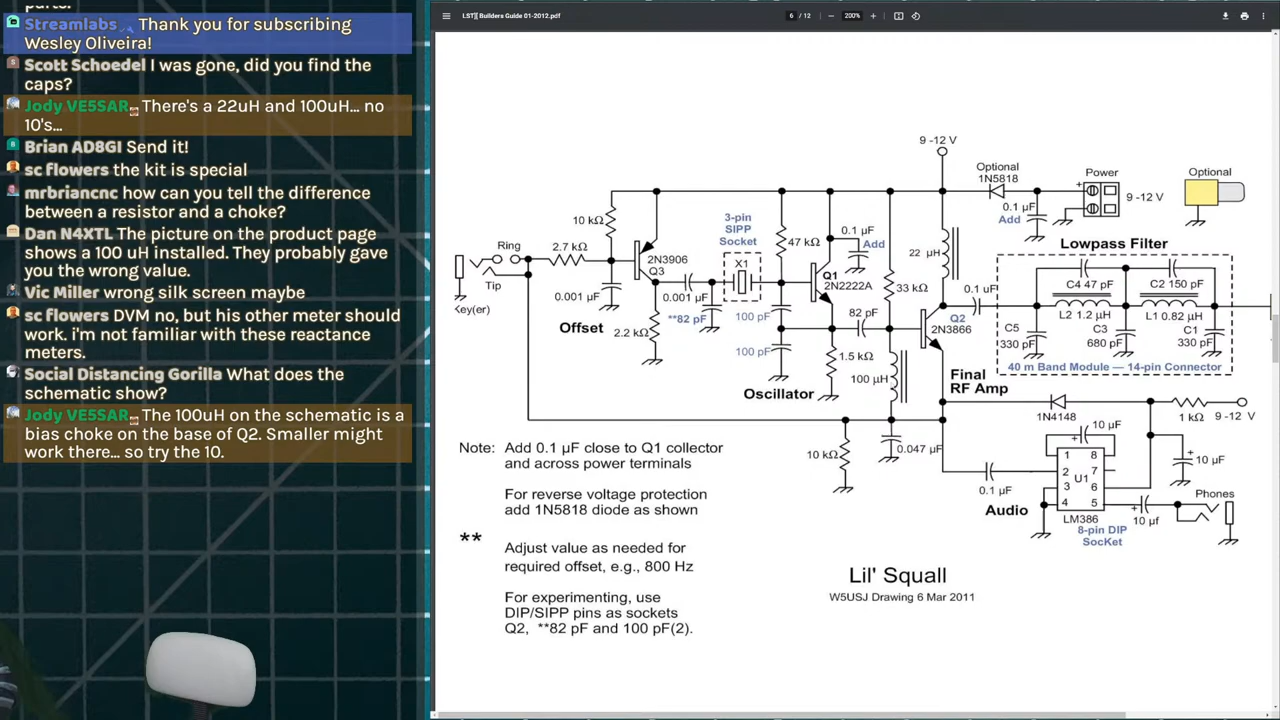 Streamlabs Thank you for subscribing
Wesley Oliveira!
Scott Schoedel I was gone, did you find the
caps?
Jody VE5SAR There's a 22uH and 100uH... no
10's...
Brian AD8GI Send it!
sc flowers the kit is special
mrbriancnc how can you tell the difference
between a resistor and a choke?
Dan N4XTL The picture on the product page
shows a 100 uH installed. They probably gave
you the wrong value.
Vic Miller wrong silk screen maybe
sc flowers DVM no, but his other meter should
work. i'm not familiar with these reactance
meters.
Social Distancing Gorilla What does the
schematic show?
Jody VE5SAR The 100uH on the schematic is a
bias choke on the base of Q2. Smaller might
work there... so try the 10.
LST][ Builders Guide 01-2012.pdf
6 / 12
200%
9 -12 V
Optional
1N5818
Power
Optional
+
9 -12 V
0.1 µF
Add
10 kΩ
3-pin
SIPP
Socket
47 kΩ
0.1 µF
Add
22 µH
Lowpass Filter
Ring
Tip
2.7 kΩ
2N3906
Q3
X1
Q1
2N2222A
33 kΩ
0.1 uF
C4 47 pF
C2 150 pF
Key(er)
0.001 µF
0.001 µF
**82 pF
100 pF
82 pF
Q2
2N3866
L2 1.2 µH
L1 0.82 µH
C5
330 pF
C3
680 pF
C1
330 pF
Offset
2.2 kΩ
100 pF
1.5 kΩ
100 µH
Oscillator
Final
RF Amp
40 m Band Module — 14-pin Connector
1N4148
1 kΩ
9 -12 V
10 kΩ
0.047 µF
10 µF
+
1
8
2
7
3
6
4
5
U1
LM386
8-pin DIP
SocKet
+
10 µF
0.1 µF
Audio
+
10 µf
Phones
Note: Add 0.1 µF close to Q1 collector
and across power terminals
For reverse voltage protection
add 1N5818 diode as shown
** Adjust value as needed for
required offset, e.g., 800 Hz
For experimenting, use
DIP/SIPP pins as sockets
Q2, **82 pF and 100 pF(2).
Lil' Squall
W5USJ Drawing 6 Mar 2011